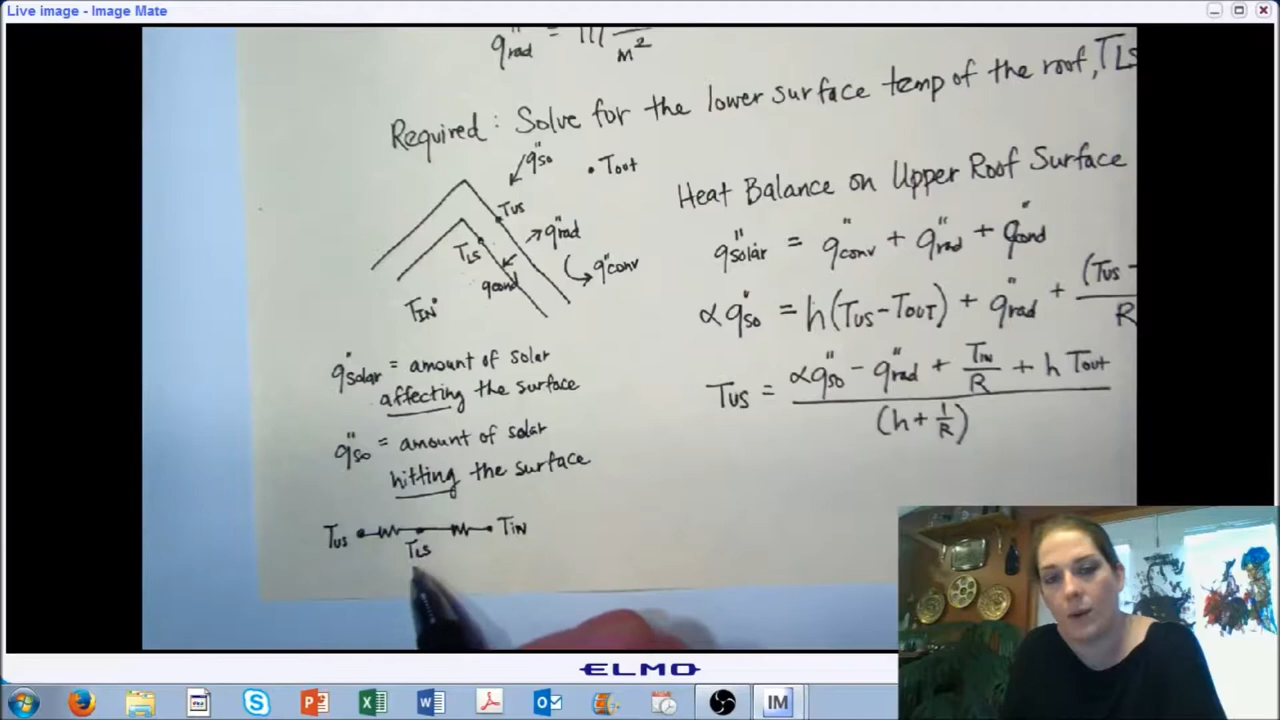 Live image - Image Mate
q"rad = 111 / m²
Required: Solve for the lower surface temp of the roof, TLS
q"so
• Tout
TUS
q"rad
TLS
q"conv
qcond
TIN
Heat Balance on Upper Roof Surface
q"solar = q"conv + q"rad + q"cond
αq"so = h(TUS-TOUT) + q"rad + (TUS- / R
TUS = αq"so - q"rad + TIN/R + h Tout / (h + 1/R)
q"solar = amount of solar
affecting the surface
q"so = amount of solar
hitting the surface
TUS TIN
TLS
ELMO
IM